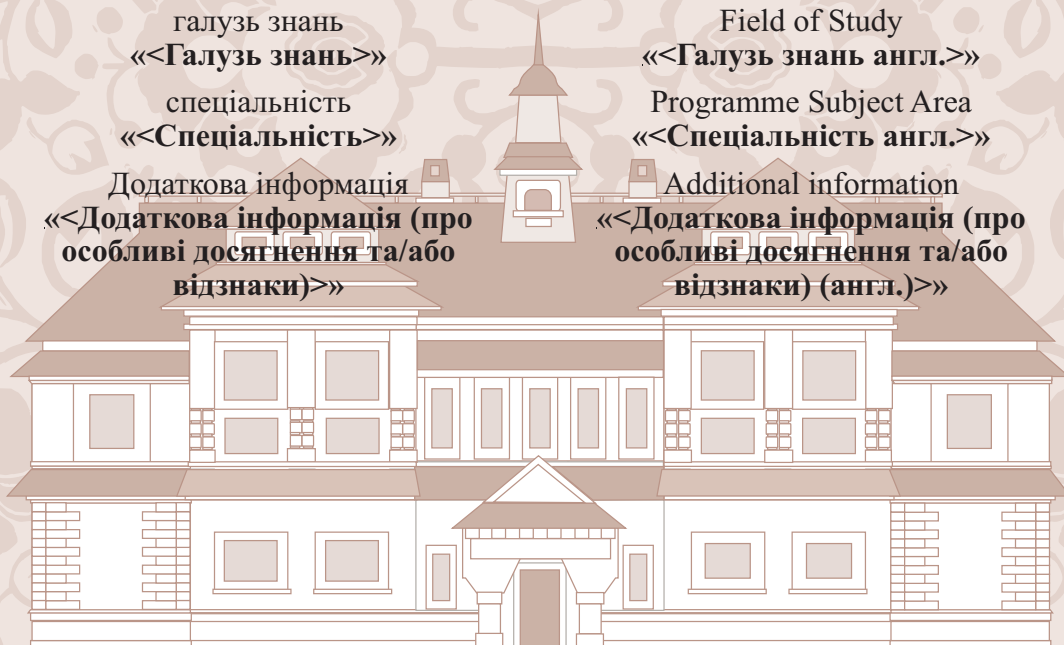 галузь знань
«<Галузь знань>»
спеціальність
«<Спеціальність>»
Додаткова інформація
«<Додаткова інформація (про
особливі досягнення та/або
відзнаки)>»
Field of Study
«<Галузь знань англ.>»
Programme Subject Area
«<Спеціальність англ.>»
Additional information
«<Додаткова інформація (про
особливі досягнення та/або
відзнаки) (англ.)>»